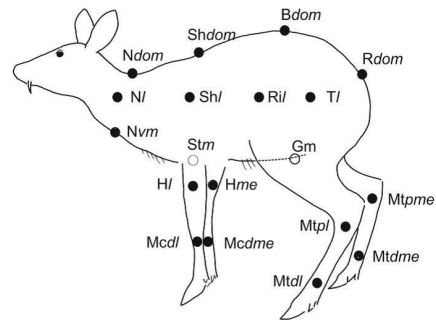 Bdom
Shdom
Ndom
Rdom
Nl
Shl
Ril
Tl
Nvm
Stm
Gm
Hl
Hme
Mtpme
Mtpl
Mcdl
Mcdme
Mtdme
Mtdl